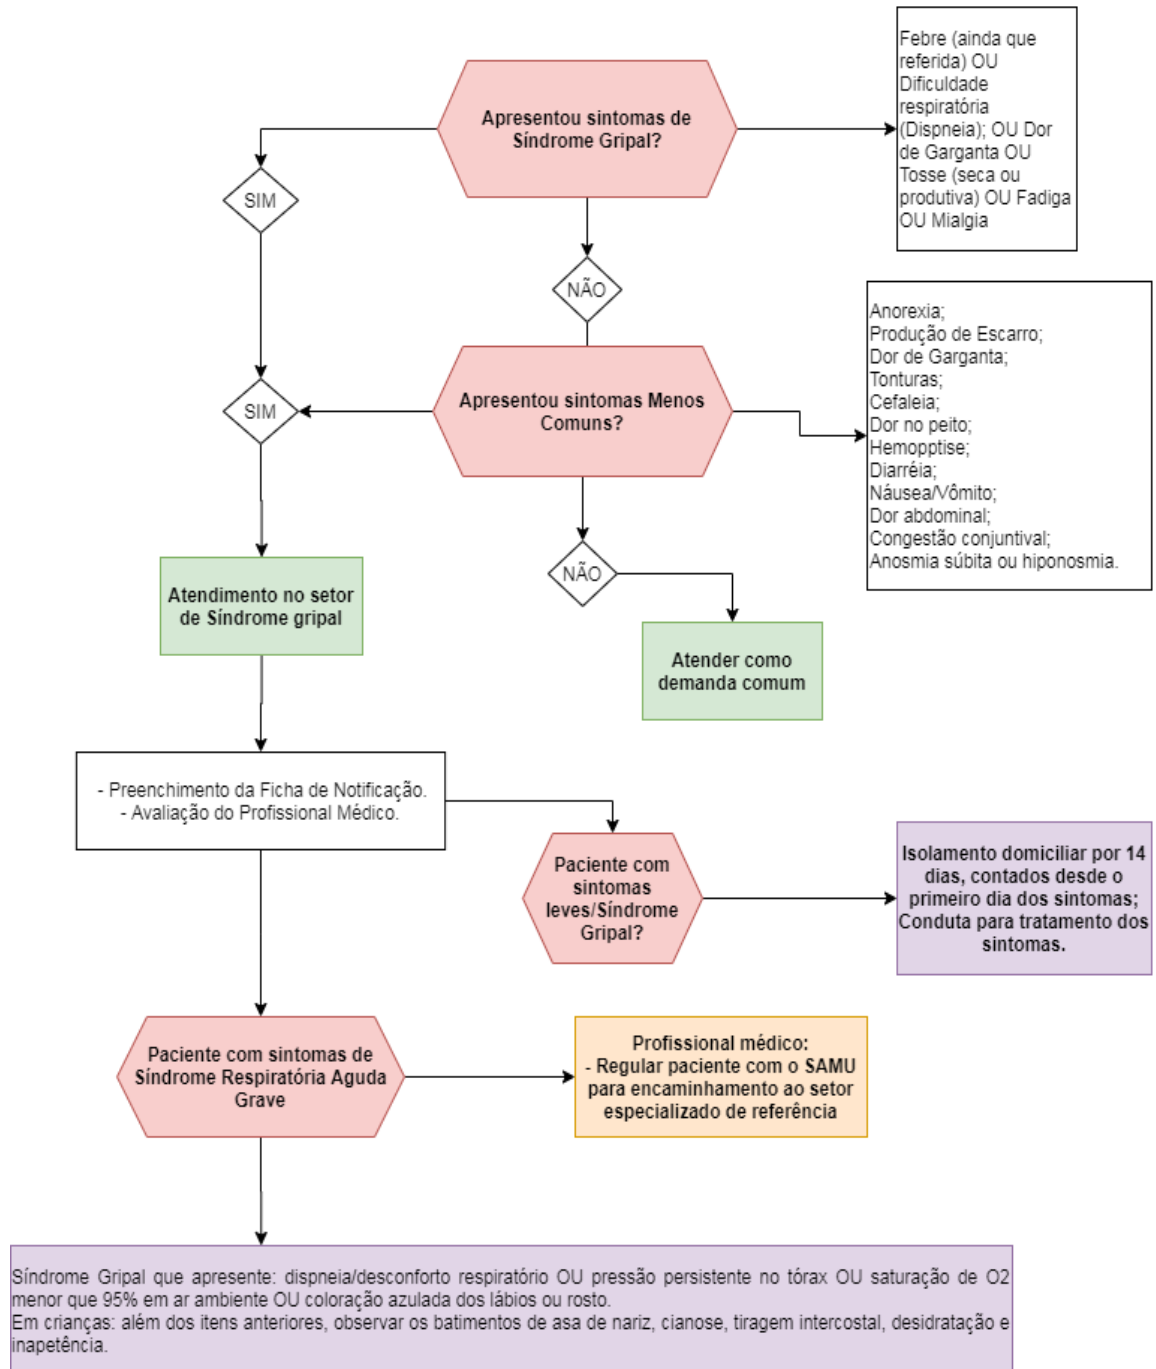 Apresentou sintomas de
Síndrome Gripal?
Febre (ainda que
referida) OU
Dificuldade
respiratória
(Dispneia); OU Dor
de Garganta OU
Tosse (seca ou
produtiva) OU Fadiga
OU Mialgia
SIM
NÃO
Apresentou sintomas Menos
Comuns?
SIM
Anorexia;
Produção de Escarro;
Dor de Garganta;
Tonturas;
Cefaleia;
Dor no peito;
Hemopptise;
Diarréia;
Náusea/Vômito;
Dor abdominal;
Congestão conjuntival;
Anosmia súbita ou hiponosmia.
NÃO
Atendimento no setor
de Síndrome gripal
Atender como
demanda comum
- Preenchimento da Ficha de Notificação.
- Avaliação do Profissional Médico.
Paciente com
sintomas
leves/Síndrome
Gripal?
Isolamento domiciliar por 14
dias, contados desde o
primeiro dia dos sintomas;
Conduta para tratamento dos
sintomas.
Paciente com sintomas de
Síndrome Respiratória Aguda
Grave
Profissional médico:
- Regular paciente com o SAMU
para encaminhamento ao setor
especializado de referência
Síndrome Gripal que apresente: dispneia/desconforto respiratório OU pressão persistente no tórax OU saturação de O2
menor que 95% em ar ambiente OU coloração azulada dos lábios ou rosto.
Em crianças: além dos itens anteriores, observar os batimentos de asa de nariz, cianose, tiragem intercostal, desidratação e
inapetência.